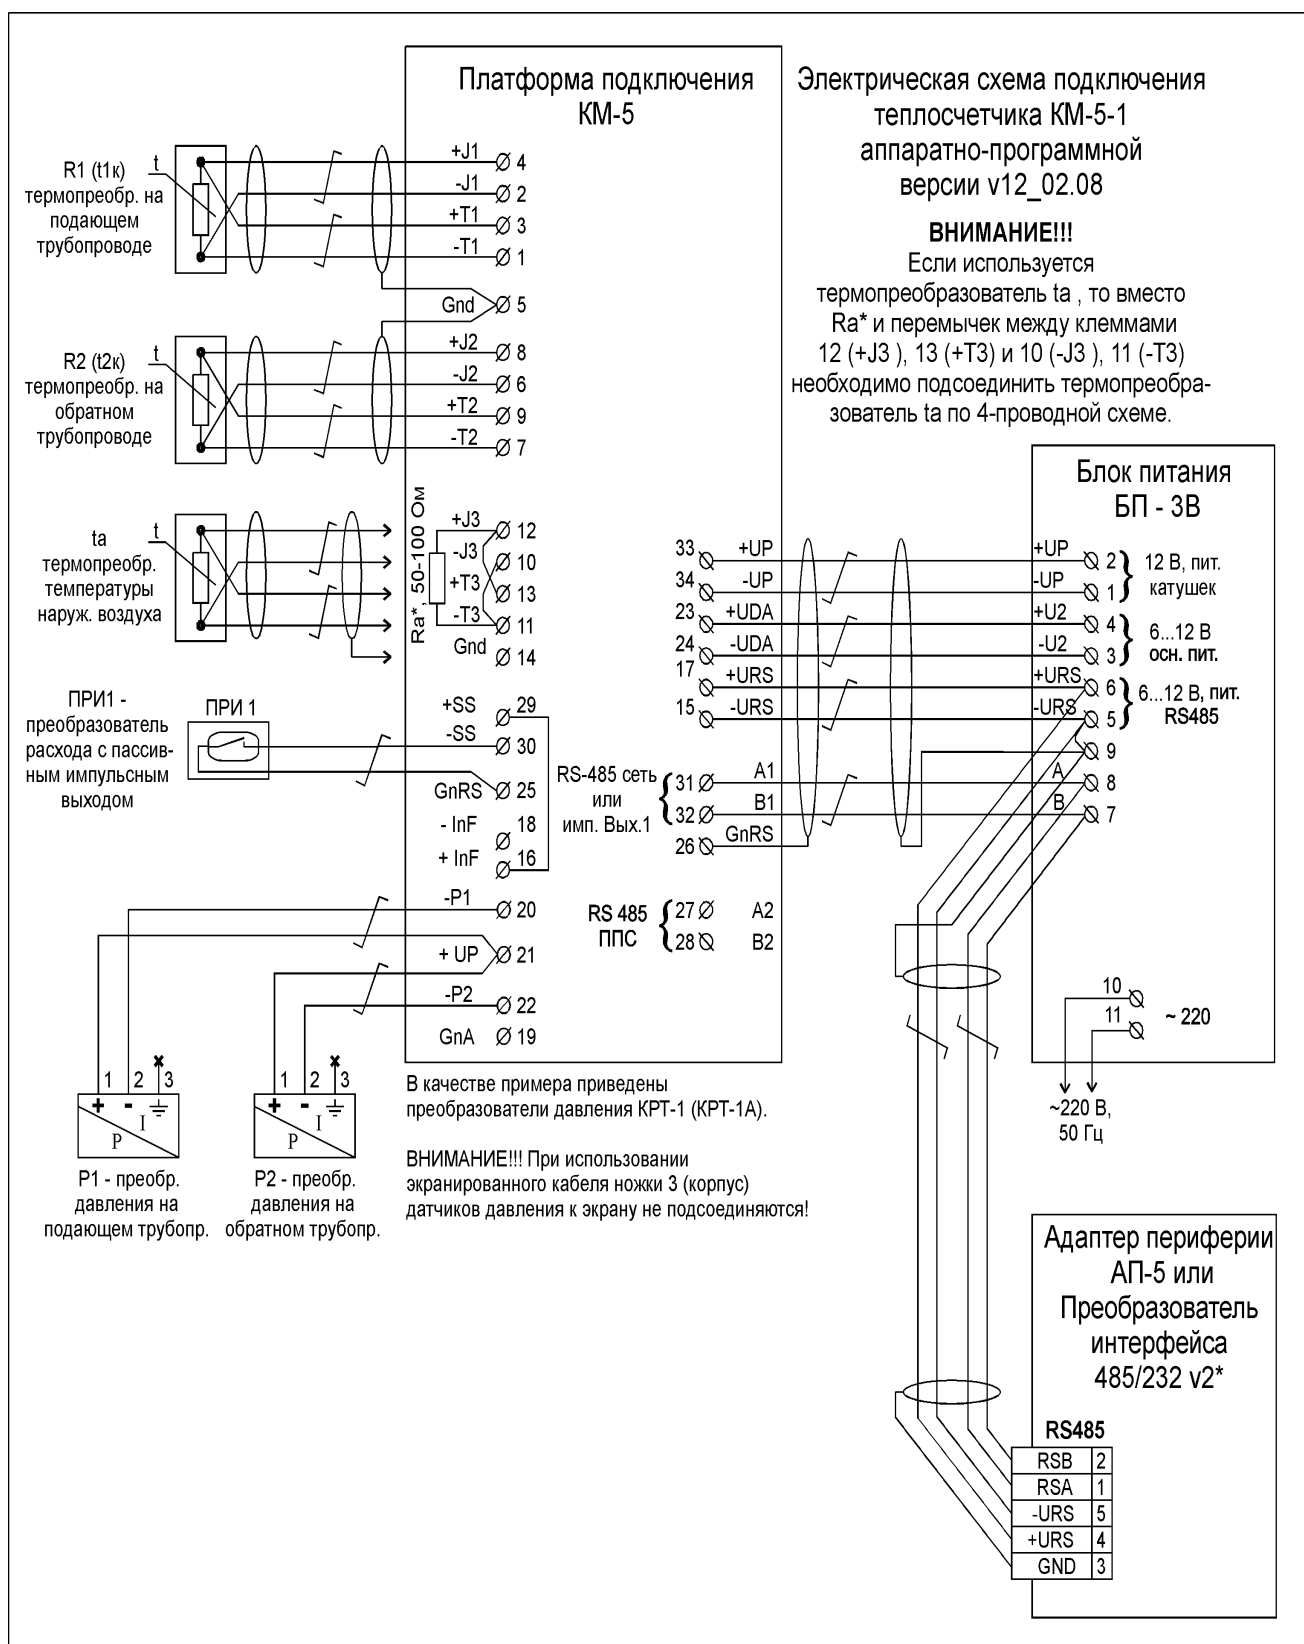 Платформа подключения
КМ-5
Электрическая схема подключения
теплосчетчика КМ-5-1
аппаратно-программной
версии v12_02.08
ВНИМАНИЕ!!!
Если используется
термопреобразователь ta , то вместо
Ra* и перемычек между клеммами
12 (+J3 ), 13 (+T3) и 10 (-J3 ), 11 (-T3)
необходимо подсоединить термопреобра-
зователь ta по 4-проводной схеме.
R1 (t1к)
термопреобр. на
подающем
трубопроводе
t
+J1 4
-J1 2
+T1 3
-T1 1
Gnd 5
R2 (t2к)
термопреобр. на
обратном
трубопроводе
t
+J2 8
-J2 6
+T2 9
-T2 7
ta
термопреобр.
температуры
наруж. воздуха
t
Ra*, 50-100 Ом
+J3 12
-J3 10
+T3 13
-T3 11
Gnd 14
ПРИ1 -
преобразователь
расхода с пассив-
ным импульсным
выходом
ПРИ 1
+SS 29
-SS 30
GnRS 25
- InF 18
+ InF 16
-P1 20
+ UP 21
-P2 22
GnA 19
33 +UP
34 -UP
23 +UDA
24 -UDA
17 +URS
15 -URS
RS-485 сеть
или
имп. Вых.1
31 A1
32 B1
26 GnRS
RS 485
ППС
27 A2
28 B2
Блок питания
БП - 3В
+UP 2
-UP 1
12 В, пит.
катушек
+U2 4
-U2 3
6...12 В
осн. пит.
+URS 6
-URS 5
6...12 В, пит.
RS485
9
A 8
B 7
10
11
~ 220
~220 В,
50 Гц
1 2 3
+ -
I
P
P1 - преобр.
давления на
подающем трубопр.
1 2 3
+ -
I
P
P2 - преобр.
давления на
обратном трубопр.
В качестве примера приведены
преобразователи давления КРТ-1 (КРТ-1А).
ВНИМАНИЕ!!! При использовании
экранированного кабеля ножки 3 (корпус)
датчиков давления к экрану не подсоединяются!
Адаптер периферии
АП-5 или
Преобразователь
интерфейса
485/232 v2*
RS485
RSB 2
RSA 1
-URS 5
+URS 4
GND 3